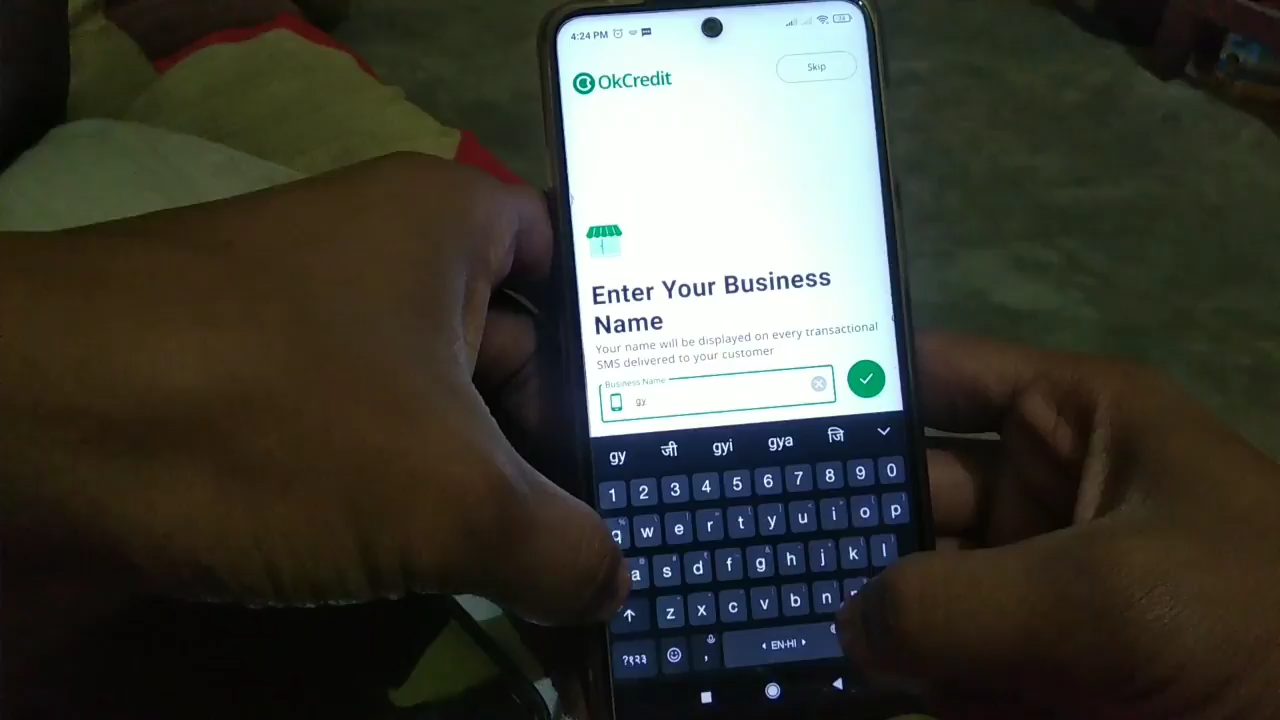 4:24 PM
OkCredit
Skip
Enter Your Business
Name
Your name will be displayed on every transactional
SMS delivered to your customer
Business Name
gy
gy जी gyi gya जि
1 2 3 4 5 6 7 8 9 0
q w e r t y u i o p
a s d f g h j k l
z x c v b n
?१२३ , EN-HI